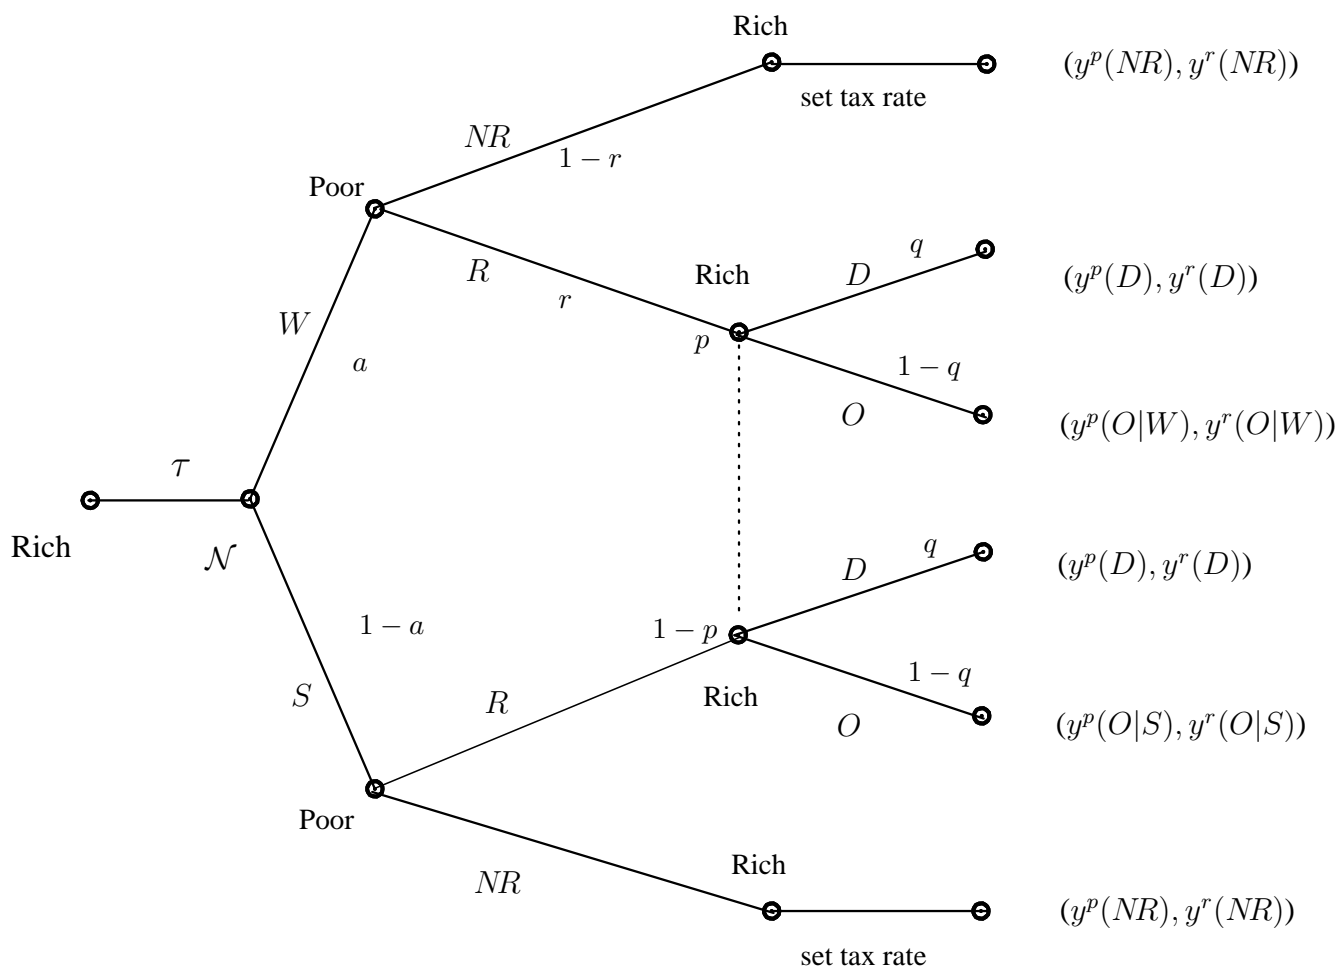 Rich
(y^p(NR), y^r(NR))
set tax rate
NR
1 − r
Poor
q
Rich
D
(y^p(D), y^r(D))
R
r
W
p
1 − q
a
O
(y^p(O|W), y^r(O|W))
τ
Rich
𝒩
q
D
(y^p(D), y^r(D))
1 − a
1 − p
1 − q
S
R
Rich
O
(y^p(O|S), y^r(O|S))
Poor
Rich
NR
(y^p(NR), y^r(NR))
set tax rate